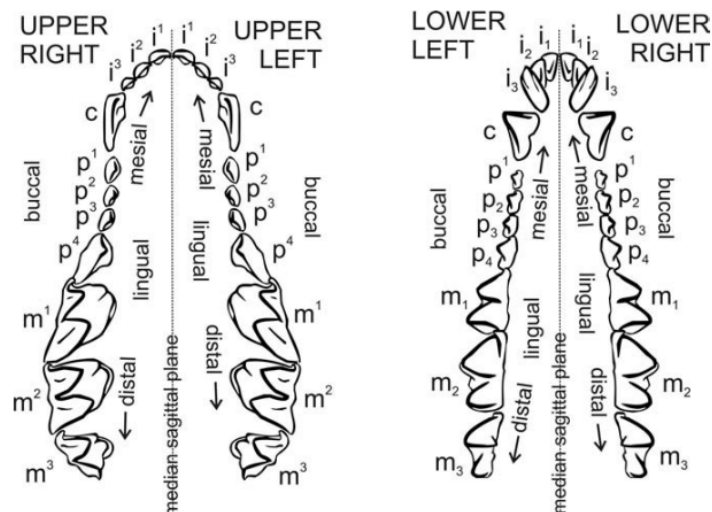 UPPER RIGHT
UPPER LEFT
i³ i² i¹ i¹ i² i³
c
c
mesial
mesial
p¹
p¹
p²
p²
p³
p³
p⁴
p⁴
buccal
buccal
lingual
lingual
m¹
m¹
distal
distal
m²
m²
m³
m³
median sagittal plane
LOWER LEFT
LOWER RIGHT
i₃ i₂ i₁ i₁ i₂ i₃
c
c
mesial
mesial
p¹
p¹
p₂
p₂
p₃
p₃
p₄
p₄
buccal
buccal
lingual
lingual
m₁
m₁
m₂
m₂
distal
distal
m₃
m₃
median sagittal plane